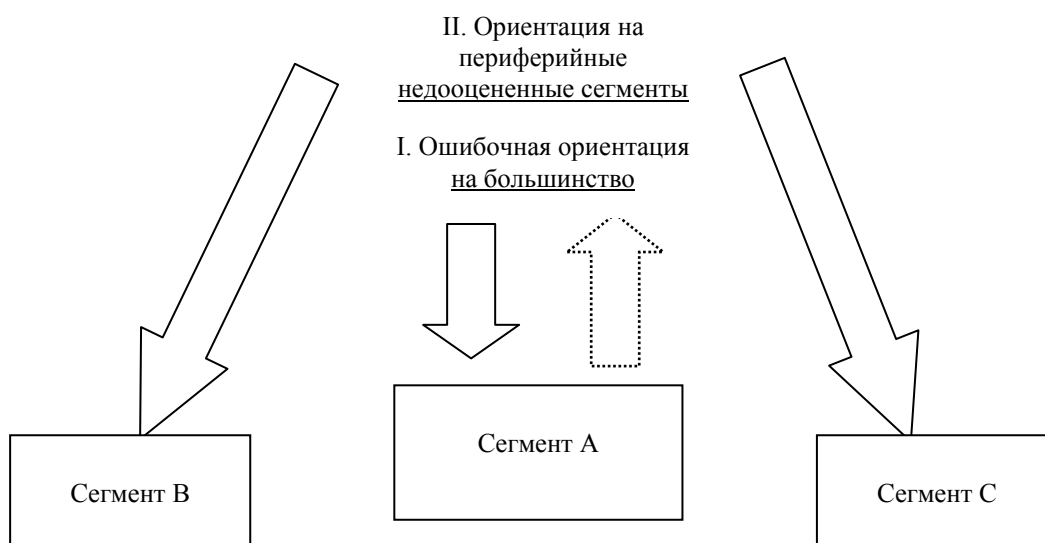 II. Ориентация на
периферийные
недооцененные сегменты
I. Ошибочная ориентация
на большинство
Сегмент А
Сегмент В
Сегмент С